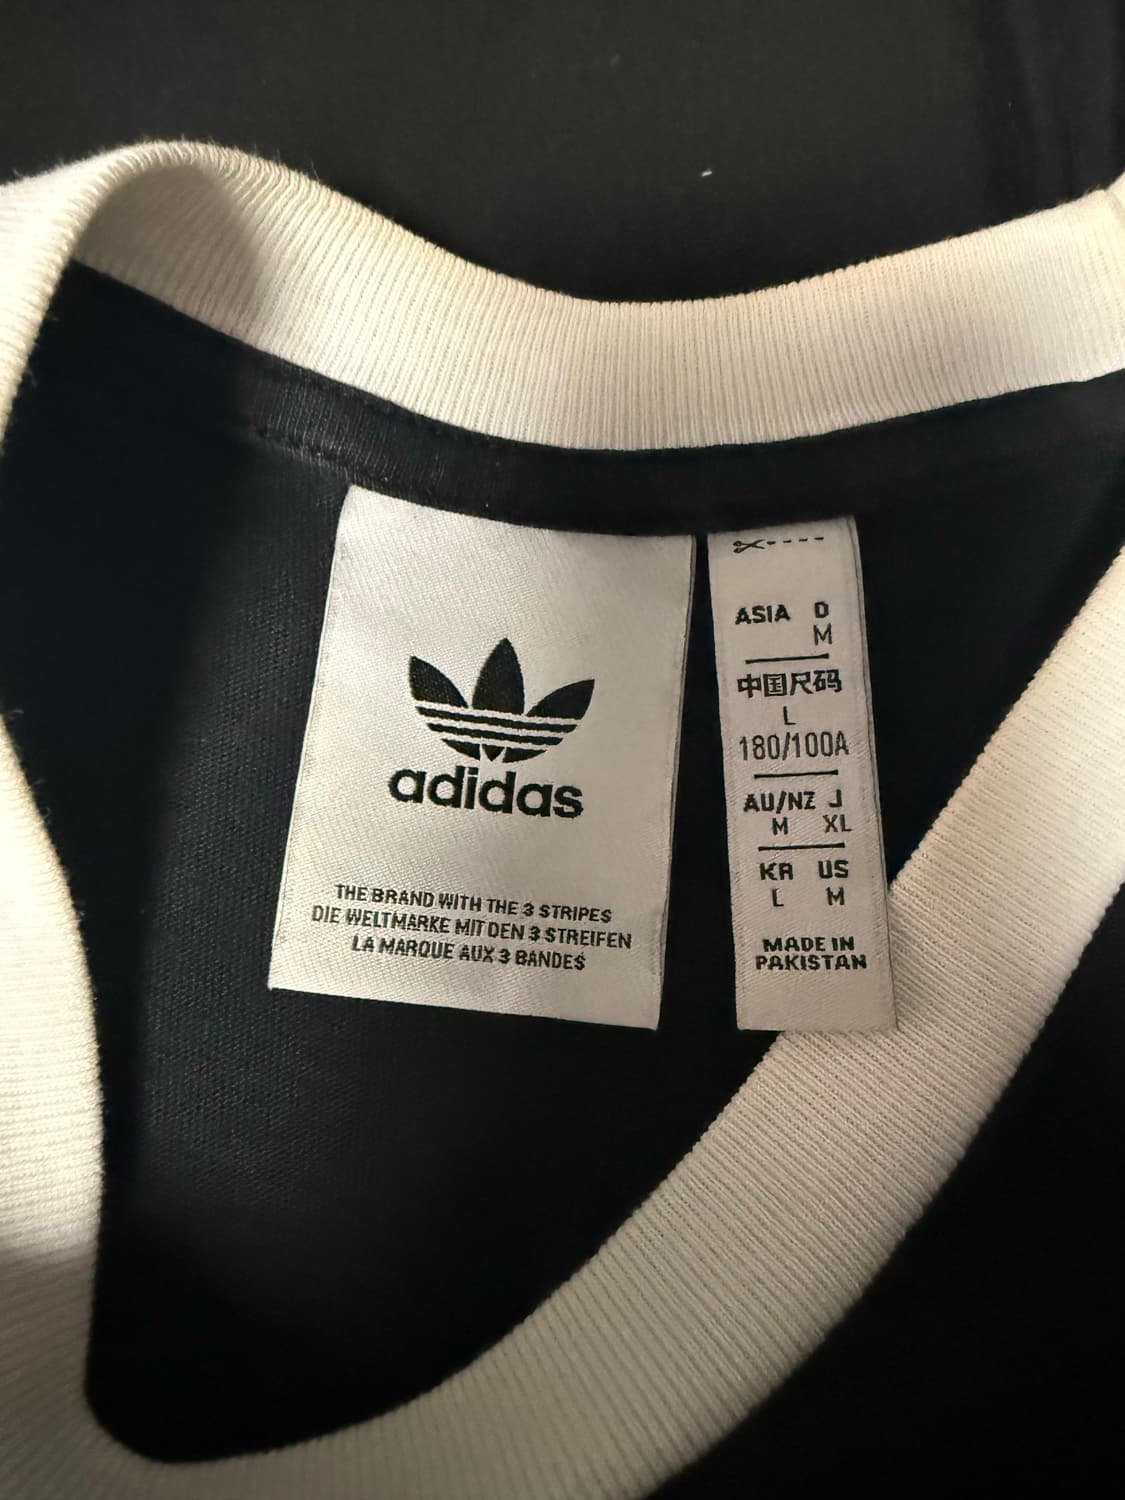 adidas
THE BRAND WITH THE 3 STRIPES
DIE WELTMARKE MIT DEN 3 STREIFEN
LA MARQUE AUX 3 BANDES
ASIA D
M
中国尺码
L
180/100A
AU/NZ J
M XL
KR US
L M
MADE IN
PAKISTAN